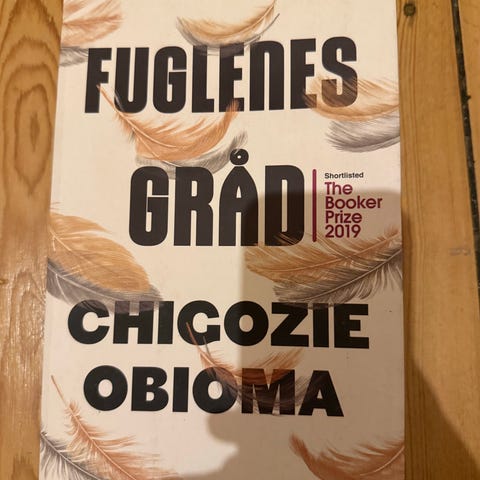 FUGLENES
GRÅD
Shortlisted
The
Booker
Prize
2019
CHIGOZIE
OBIOMA